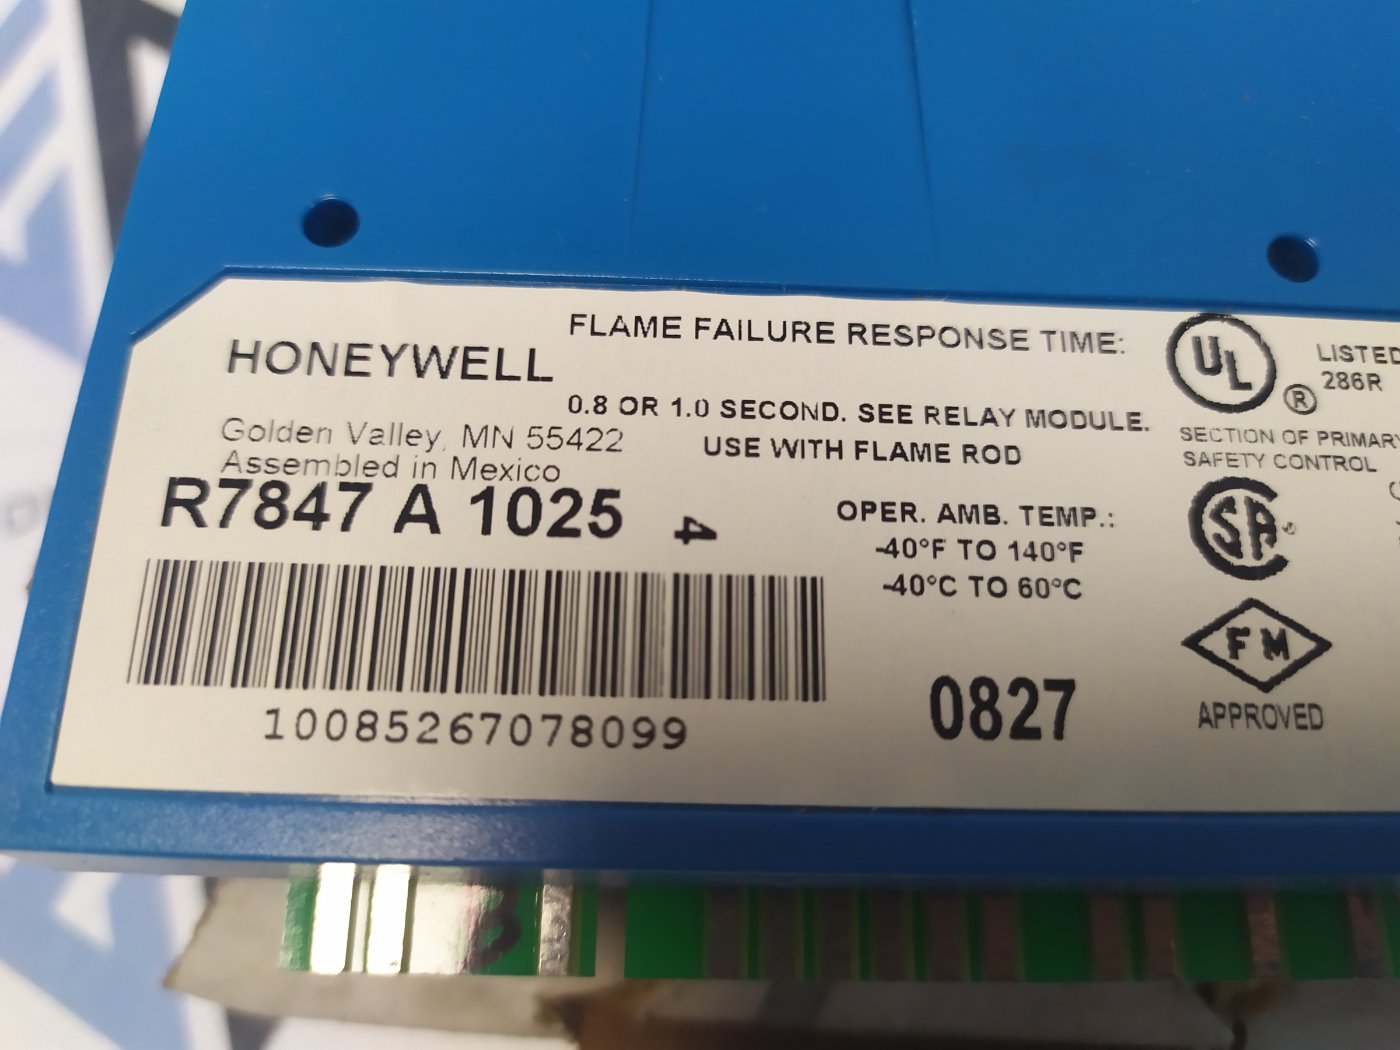 HONEYWELL
Golden Valley, MN 55422
Assembled in Mexico
R7847 A 1025 4
10085267078099
FLAME FAILURE RESPONSE TIME:
0.8 OR 1.0 SECOND. SEE RELAY MODULE.
USE WITH FLAME ROD
OPER. AMB. TEMP.:
-40°F TO 140°F
-40°C TO 60°C
0827
UL ®
LISTED
286R
SECTION OF PRIMARY
SAFETY CONTROL
SA ®
FM
APPROVED
B